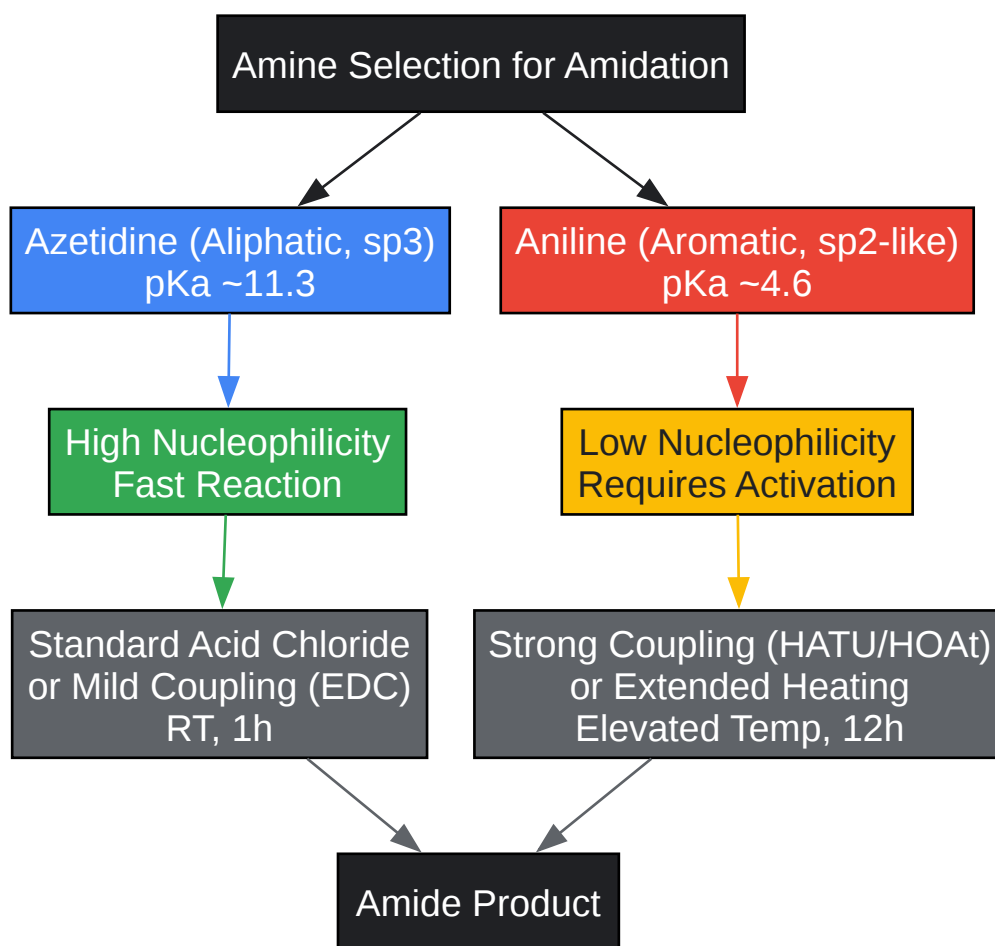 Amine Selection for Amidation
Azetidine (Aliphatic, sp3)
pKa ~11.3
Aniline (Aromatic, sp2-like)
pKa ~4.6
High Nucleophilicity
Fast Reaction
Low Nucleophilicity
Requires Activation
Standard Acid Chloride
or Mild Coupling (EDC)
RT, 1h
Strong Coupling (HATU/HOAt)
or Extended Heating
Elevated Temp, 12h
Amide Product